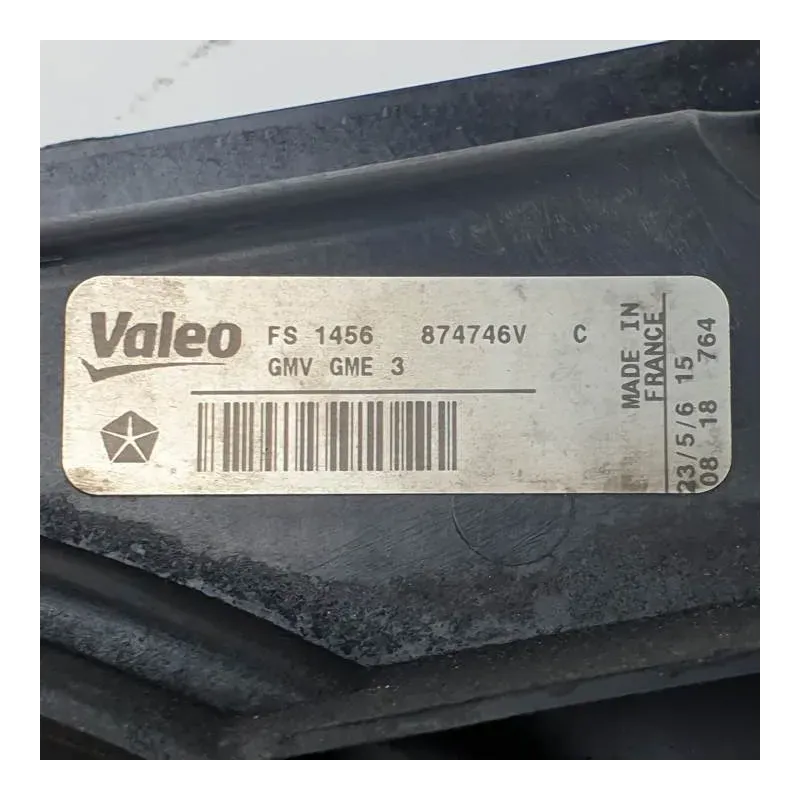 Valeo FS 1456 874746V C
GMV GME 3
MADE IN
FRANCE
23/5/6 15
08 18 764